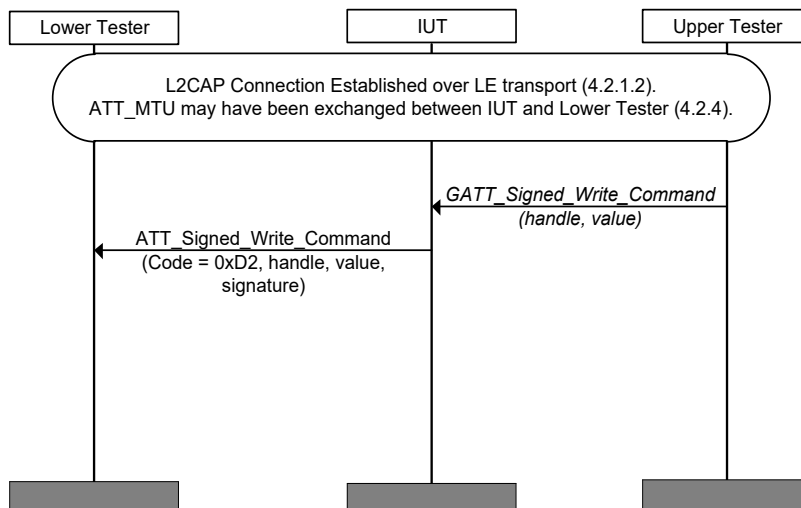 Lower Tester
IUT
Upper Tester
L2CAP Connection Established over LE transport (4.2.1.2).
ATT_MTU may have been exchanged between IUT and Lower Tester (4.2.4).
GATT_Signed_Write_Command
(handle, value)
ATT_Signed_Write_Command
(Code = 0xD2, handle, value,
signature)